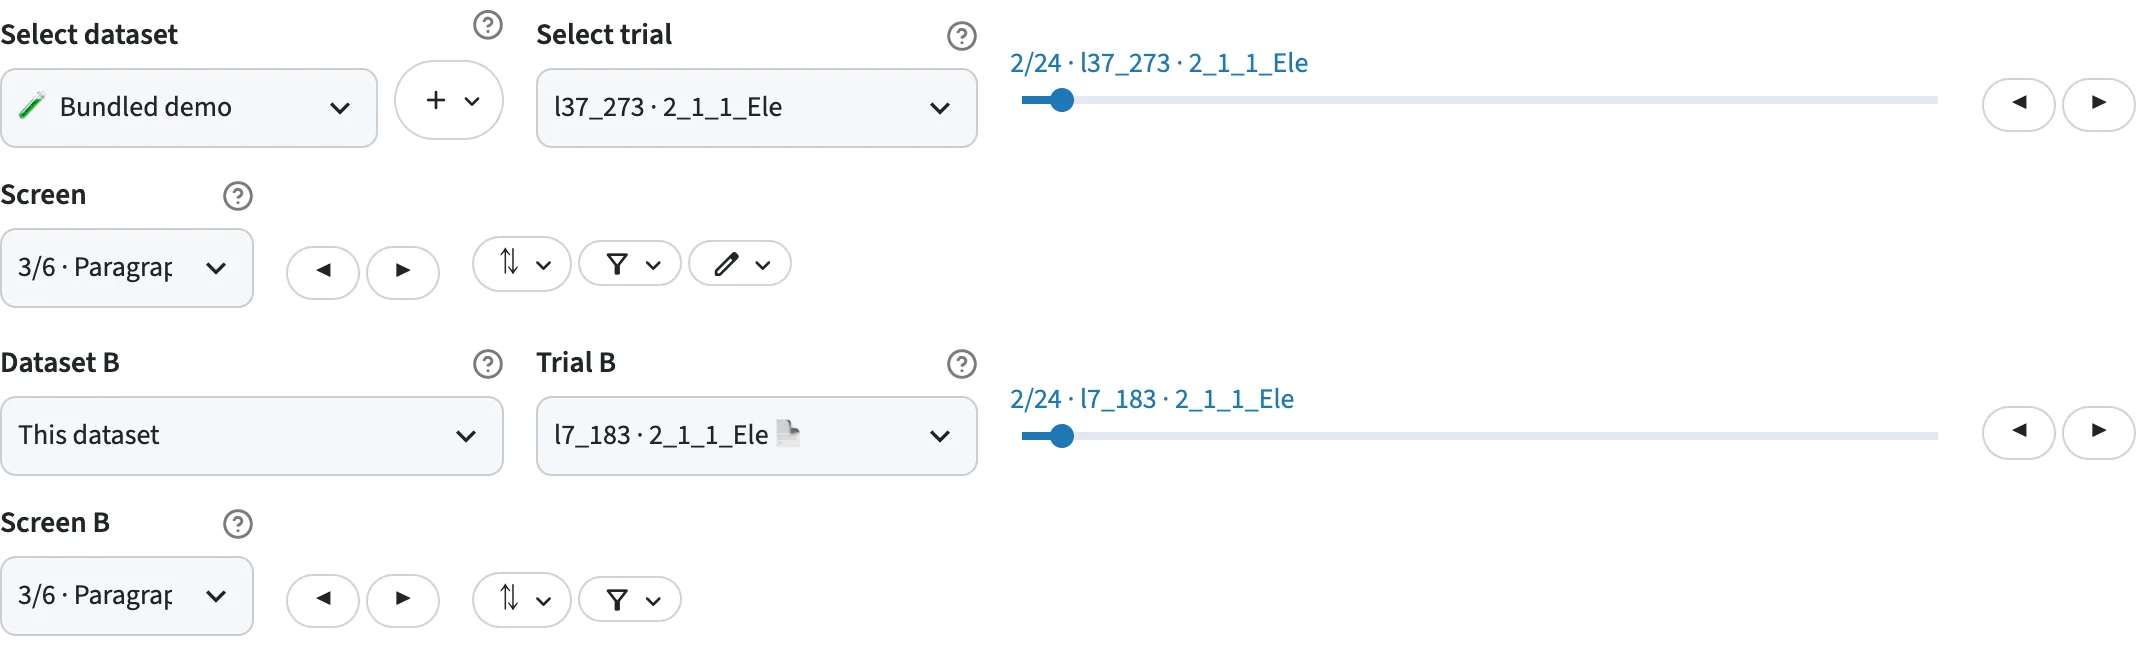 Select dataset
Select trial
2/24 · l37_273 · 2_1_1_Ele
Bundled demo
l37_273 · 2_1_1_Ele
Screen
3/6 · Paragrap
Dataset B
Trial B
2/24 · l7_183 · 2_1_1_Ele
This dataset
l7_183 · 2_1_1_Ele
Screen B
3/6 · Paragrap